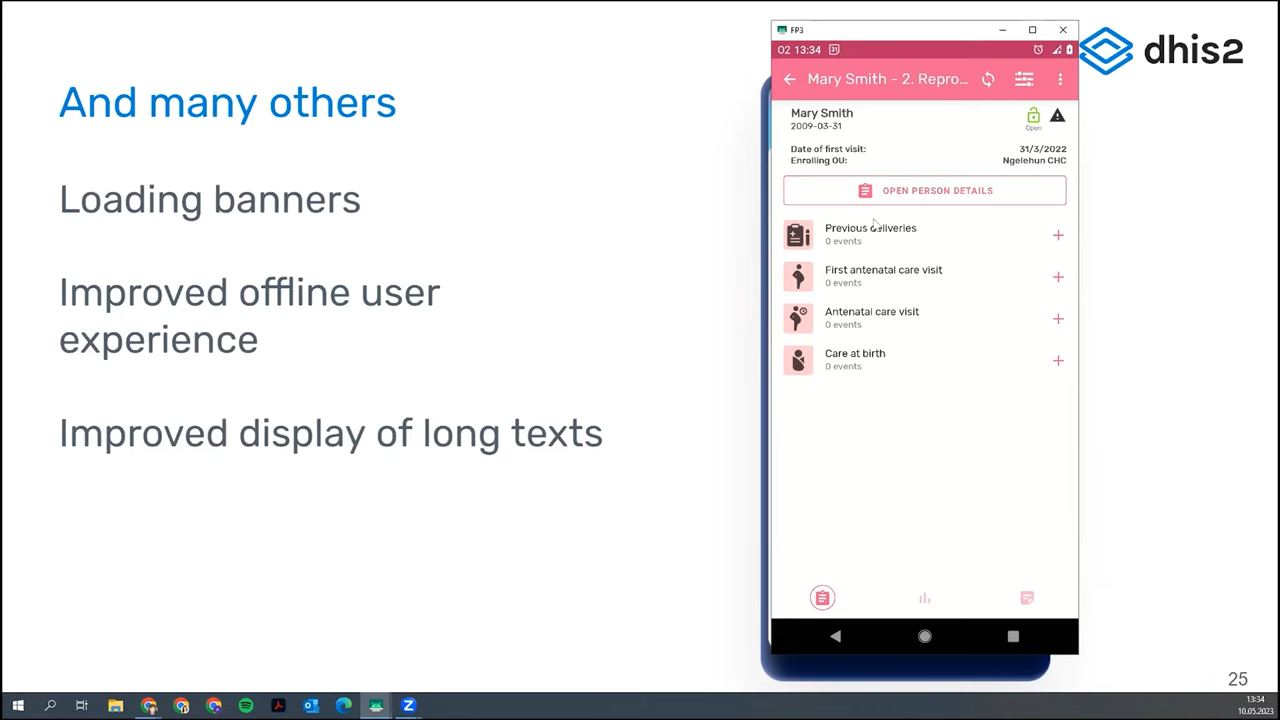 And many others
Loading banners
Improved offline user
experience
Improved display of long texts
dhis2
FP3
02 13:34 31
Mary Smith - 2. Repro...
Mary Smith
2009-03-31
Open
Date of first visit: 31/3/2022
Enrolling OU: Ngelehun CHC
OPEN PERSON DETAILS
Previous deliveries
0 events
First antenatal care visit
0 events
Antenatal care visit
0 events
Care at birth
0 events
25
13:34
10.05.2023